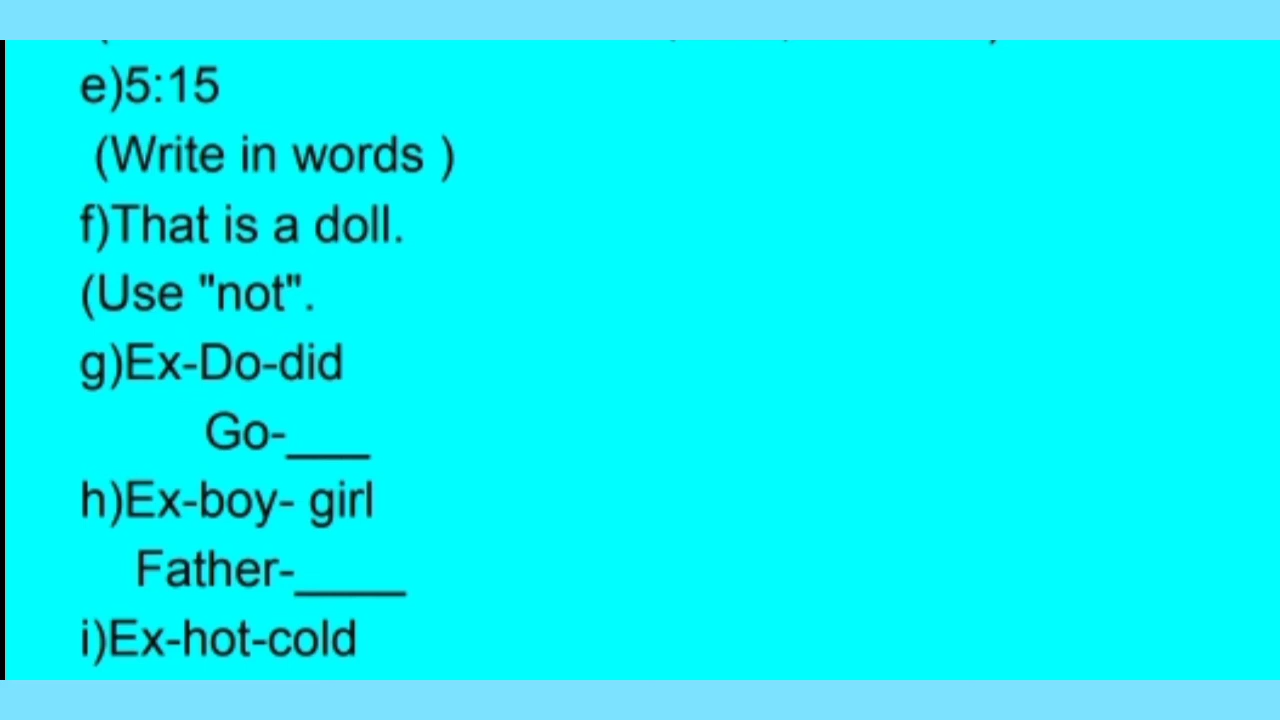 e)5:15
(Write in words )
f)That is a doll.
(Use "not".
g)Ex-Do-did
Go-___
h)Ex-boy- girl
Father-____
i)Ex-hot-cold